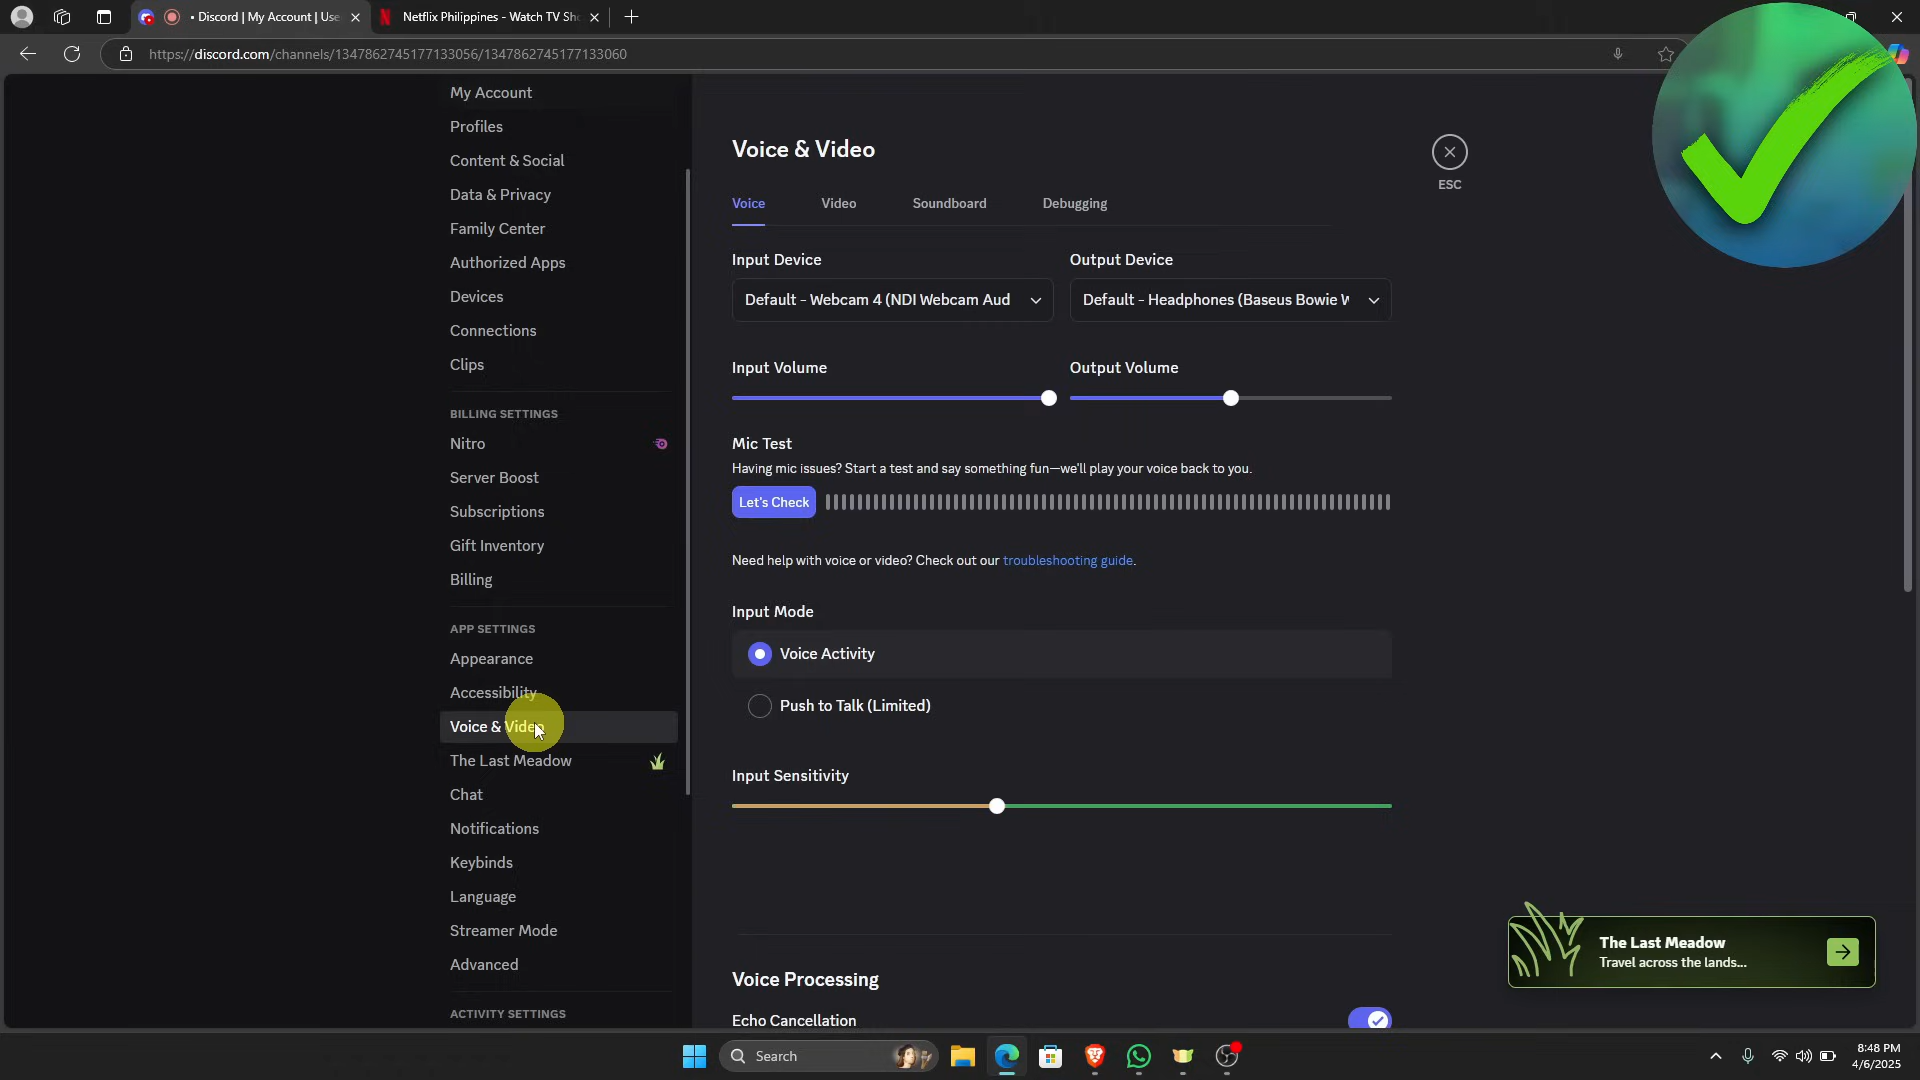 Discord | My Account | Use
Netflix Philippines - Watch TV Sh
https://discord.com/channels/1347862745177133056/1347862745177133060
My Account
Profiles
Content & Social
Data & Privacy
Family Center
Authorized Apps
Devices
Connections
Clips
BILLING SETTINGS
Nitro
Server Boost
Subscriptions
Gift Inventory
Billing
APP SETTINGS
Appearance
Accessibility
Voice & Video
The Last Meadow
Chat
Notifications
Keybinds
Language
Streamer Mode
Advanced
ACTIVITY SETTINGS
Voice & Video
ESC
Voice Video Soundboard Debugging
Input Device Output Device
Default - Webcam 4 (NDI Webcam Aud Default - Headphones (Baseus Bowie W
Input Volume Output Volume
Mic Test
Having mic issues? Start a test and say something fun—we'll play your voice back to you.
Let's Check
Need help with voice or video? Check out our troubleshooting guide.
Input Mode
Voice Activity
Push to Talk (Limited)
Input Sensitivity
Voice Processing
Echo Cancellation
The Last Meadow
Travel across the lands...
Search
8:48 PM
4/6/2025